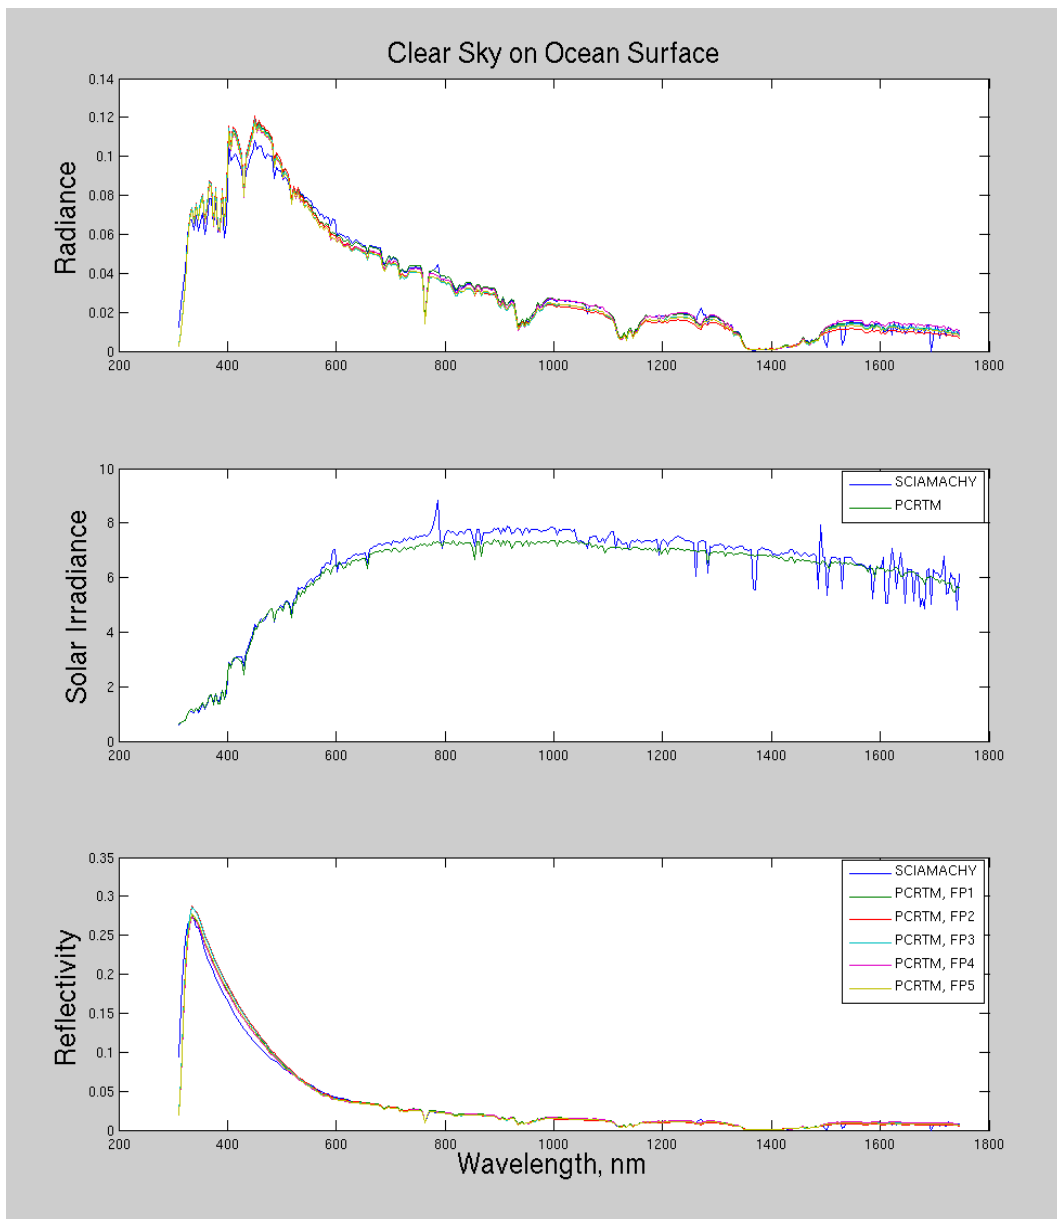 Clear Sky on Ocean Surface
Radiance
0.14
0.12
0.1
0.08
0.06
0.04
0.02
0
200 400 600 800 1000 1200 1400 1600 1800
Solar Irradiance
10
8
6
4
2
0
SCIAMACHY
PCRTM
200 400 600 800 1000 1200 1400 1600 1800
Reflectivity
0.35
0.3
0.25
0.2
0.15
0.1
0.05
0
SCIAMACHY
PCRTM, FP1
PCRTM, FP2
PCRTM, FP3
PCRTM, FP4
PCRTM, FP5
200 400 600 800 1000 1200 1400 1600 1800
Wavelength, nm